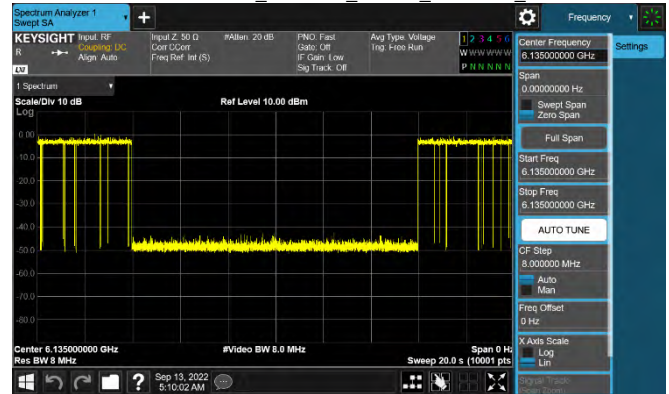 Spectrum Analyzer 1
Swept SA
Frequency
KEYSIGHT Input: RF
R Coupling: DC
Align: Auto
LXI
Input Z: 50 Ω
Corr CCorr
Freq Ref: Int (S)
#Atten: 20 dB
PNO: Fast
Gate: Off
IF Gain: Low
Sig Track: Off
Avg Type: Voltage
Trig: Free Run
1 2 3 4 5 6
W W W W W W
P N N N N N
1 Spectrum
Scale/Div 10 dB
Ref Level 10.00 dBm
Log
0.00
-10.0
-20.0
-30.0
-40.0
-50.0
-60.0
-70.0
-80.0
Center 6.135000000 GHz
#Video BW 8.0 MHz
Span 0 Hz
Res BW 8 MHz
Sweep 20.0 s (10001 pts
?
Sep 13, 2022
5:10:02 AM
Center Frequency
6.135000000 GHz
Settings
Span
0.00000000 Hz
Swept Span
Zero Span
Full Span
Start Freq
6.135000000 GHz
Stop Freq
6.135000000 GHz
AUTO TUNE
CF Step
8.000000 MHz
Auto
Man
Freq Offset
0 Hz
X Axis Scale
Log
Lin
Signal Track